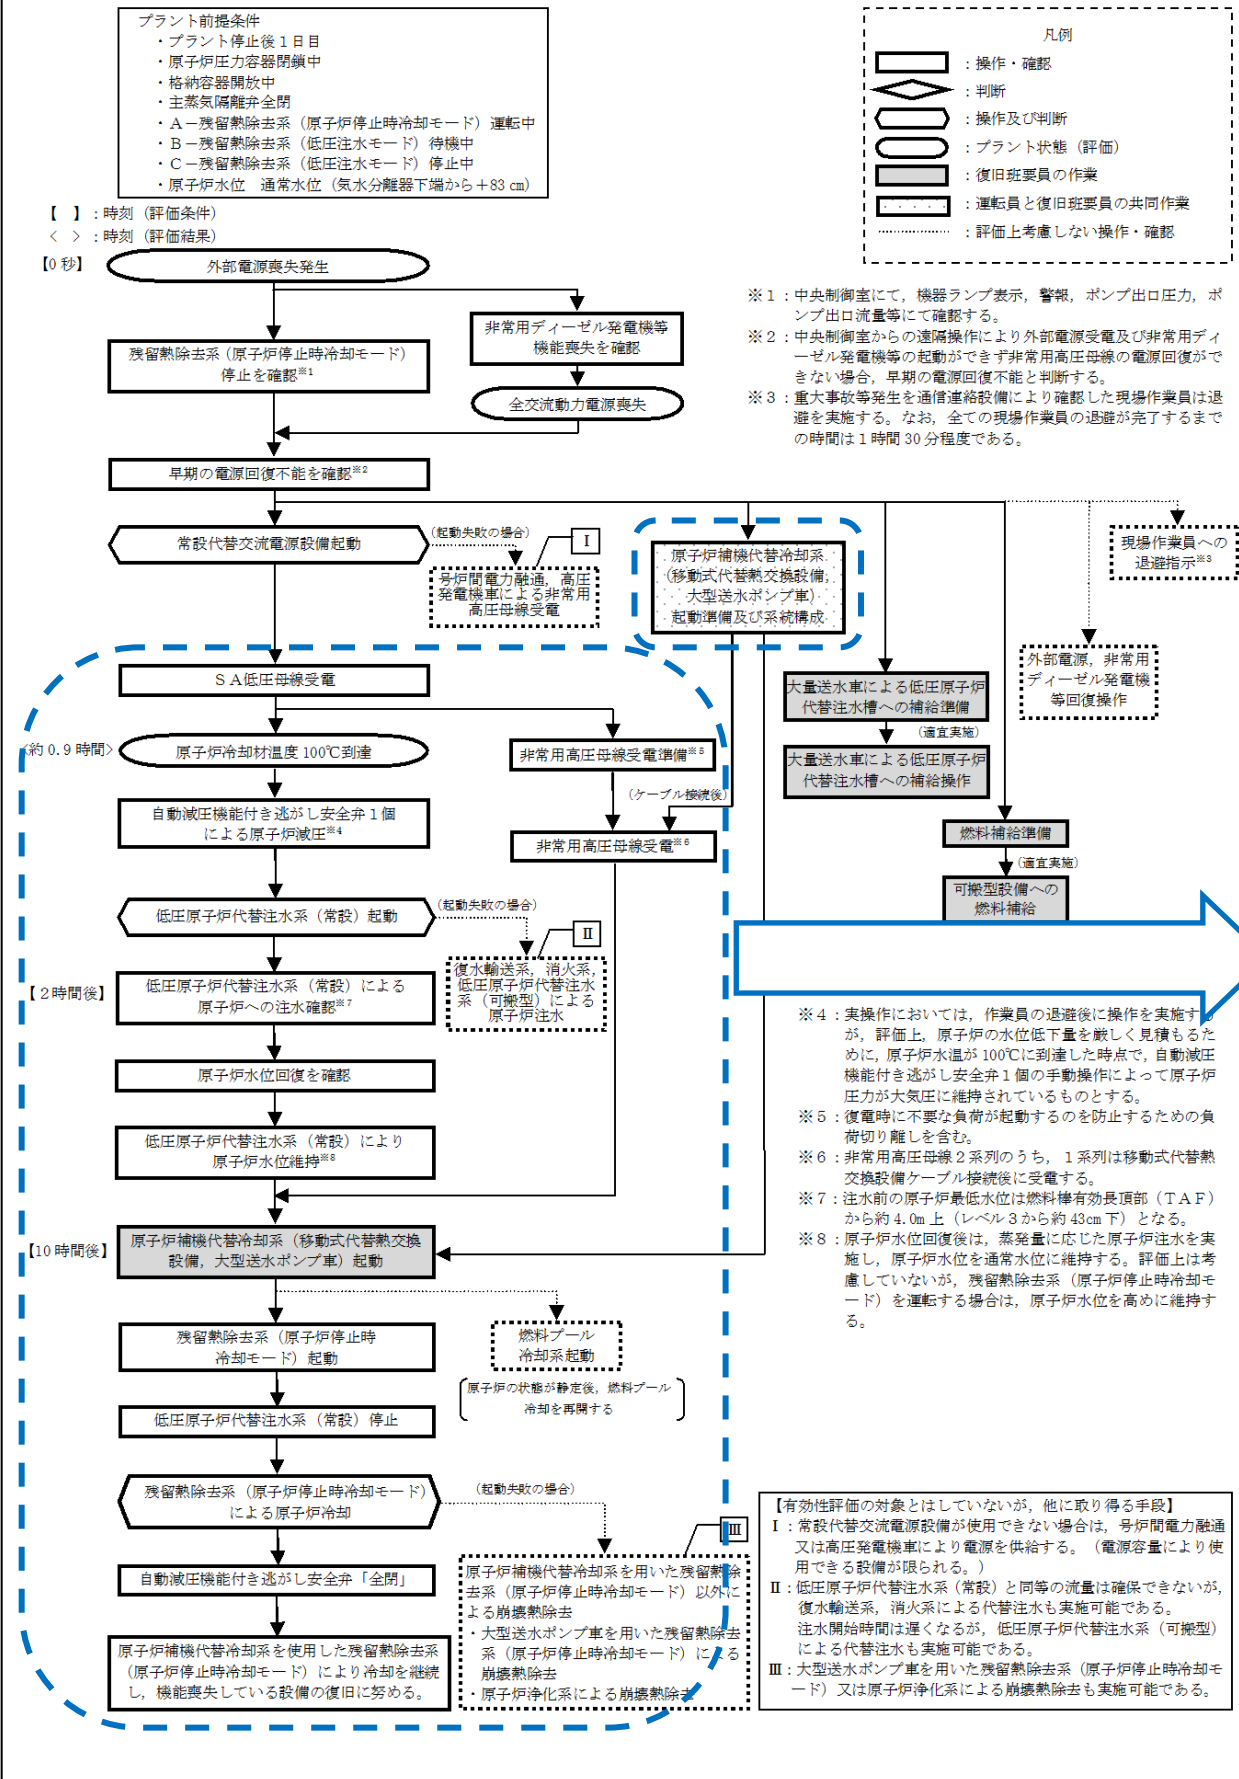 プラント前提条件
・プラント停止後１日目
・原子炉圧力容器閉鎖中
・格納容器開放中
・主蒸気隔離弁全閉
・Ａ－残留熱除去系（原子炉停止時冷却モード）運転中
・Ｂ－残留熱除去系（低圧注水モード）待機中
・Ｃ－残留熱除去系（低圧注水モード）停止中
・原子炉水位　通常水位（気水分離器下端から＋83 cm）
【　】：時刻（評価条件）
＜　＞：時刻（評価結果）
凡例
：操作・確認
：判断
：操作及び判断
：プラント状態（評価）
：復旧班要員の作業
：運転員と復旧班要員の共同作業
：評価上考慮しない操作・確認
【0 秒】
外部電源喪失発生
非常用ディーゼル発電機等
機能喪失を確認
残留熱除去系（原子炉停止時冷却モード）
停止を確認※1
全交流動力電源喪失
早期の電源回復不能を確認※2
※１：中央制御室にて，機器ランプ表示，警報，ポンプ出口圧力，ポ
ンプ出口流量等にて確認する。
※２：中央制御室からの遠隔操作により外部電源受電及び非常用ディ
ーゼル発電機等の起動ができず非常用高圧母線の電源回復がで
きない場合，早期の電源回復不能と判断する。
※３：重大事故等発生を通信連絡設備により確認した現場作業員は退
避を実施する。なお，全ての現場作業員の退避が完了するまで
の時間は１時間 30 分程度である。
常設代替交流電源設備起動
（起動失敗の場合）
Ⅰ
号炉間電力融通，高圧
発電機車による非常用
高圧母線受電
原子炉補機代替冷却系
（移動式代替熱交換設備，
大型送水ポンプ車）
起動準備及び系統構成
現場作業員への
退避指示※3
外部電源，非常用
ディーゼル発電機
等回復操作
ＳＡ低圧母線受電
大量送水車による低圧原子炉
代替注水槽への補給準備
（適宜実施）
大量送水車による低圧原子炉
代替注水槽への補給操作
〈約 0.9 時間〉
原子炉冷却材温度 100℃到達
非常用高圧母線受電準備※5
（ケーブル接続後）
自動減圧機能付き逃がし安全弁１個
による原子炉減圧※4
非常用高圧母線受電※6
燃料補給準備
（適宜実施）
可搬型設備への
燃料補給
低圧原子炉代替注水系（常設）起動
（起動失敗の場合）
Ⅱ
復水輸送系，消火系，
低圧原子炉代替注水
系（可搬型）による
原子炉注水
【２時間後】
低圧原子炉代替注水系（常設）による
原子炉への注水確認※7
原子炉水位回復を確認
低圧原子炉代替注水系（常設）により
原子炉水位維持※8
※４：実操作においては，作業員の退避後に操作を実施す
が，評価上，原子炉の水位低下量を厳しく見積もるた
めに，原子炉水温が 100℃に到達した時点で，自動減圧
機能付き逃がし安全弁１個の手動操作によって原子炉
圧力が大気圧に維持されているものとする。
※５：復電時に不要な負荷が起動するのを防止するための負
荷切り離しを含む。
※６：非常用高圧母線２系列のうち，１系列は移動式代替熱
交換設備ケーブル接続後に受電する。
※７：注水前の原子炉最低水位は燃料棒有効長頂部（ＴＡＦ）
から約 4.0m 上（レベル３から約 43cm 下）となる。
※８：原子炉水位回復後は，蒸発量に応じた原子炉注水を実
施し，原子炉水位を通常水位に維持する。評価上は考
慮していないが，残留熱除去系（原子炉停止時冷却モ
ード）を運転する場合は，原子炉水位を高めに維持す
る。
【10 時間後】
原子炉補機代替冷却系（移動式代替熱交換
設備，大型送水ポンプ車）起動
残留熱除去系（原子炉停止時
冷却モード）起動
燃料プール
冷却系起動
原子炉の状態が静定後，燃料プール
冷却を再開する
低圧原子炉代替注水系（常設）停止
残留熱除去系（原子炉停止時冷却モード）
による原子炉冷却
（起動失敗の場合）
Ⅲ
自動減圧機能付き逃がし安全弁「全閉」
原子炉補機代替冷却系を用いた残留熱除
去系（原子炉停止時冷却モード）以外に
よる崩壊熱除去
・大型送水ポンプ車を用いた残留熱除去
系（原子炉停止時冷却モード）による
崩壊熱除去
・原子炉浄化系による崩壊熱除去
原子炉補機代替冷却系を使用した残留熱除去系
（原子炉停止時冷却モード）により冷却を継続
し，機能喪失している設備の復旧に努める。
【有効性評価の対象とはしていないが，他に取り得る手段】
Ⅰ：常設代替交流電源設備が使用できない場合は，号炉間電力融通
又は高圧発電機車により電源を供給する。（電源容量により使
用できる設備が限られる。）
Ⅱ：低圧原子炉代替注水系（常設）と同等の流量は確保できないが，
復水輸送系，消火系による代替注水も実施可能である。
注水開始時間は遅くなるが，低圧原子炉代替注水系（可搬型）
による代替注水も実施可能である。
Ⅲ：大型送水ポンプ車を用いた残留熱除去系（原子炉停止時冷却モ
ード）又は原子炉浄化系による崩壊熱除去も実施可能である。